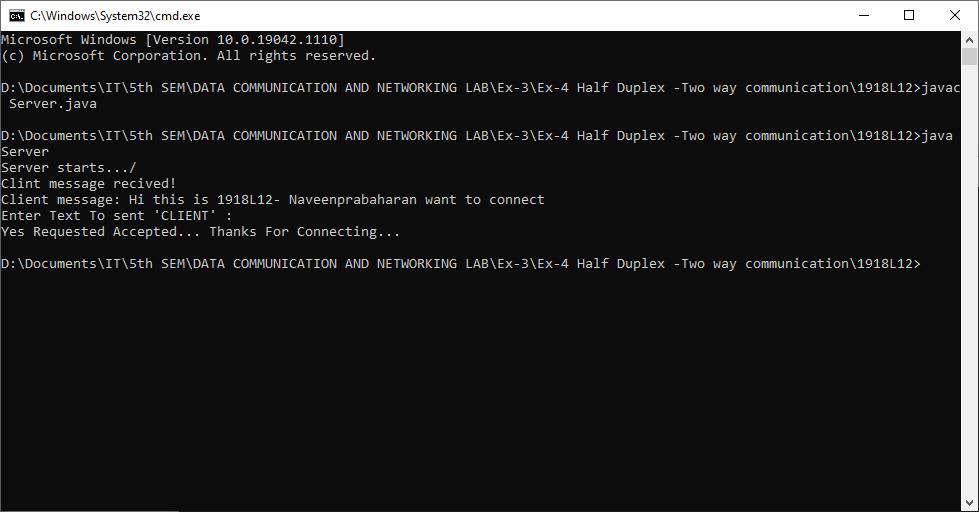 C:\Windows\System32\cmd.exe
Microsoft Windows [Version 10.0.19042.1110]
(c) Microsoft Corporation. All rights reserved.
D:\Documents\IT\5th SEM\DATA COMMUNICATION AND NETWORKING LAB\Ex-3\Ex-4 Half Duplex -Two way communication\1918L12>javac
 Server.java
D:\Documents\IT\5th SEM\DATA COMMUNICATION AND NETWORKING LAB\Ex-3\Ex-4 Half Duplex -Two way communication\1918L12>java
Server
Server starts.../
Clint message recived!
Client message: Hi this is 1918L12- Naveenprabaharan want to connect
Enter Text To sent 'CLIENT' :
Yes Requested Accepted... Thanks For Connecting...
D:\Documents\IT\5th SEM\DATA COMMUNICATION AND NETWORKING LAB\Ex-3\Ex-4 Half Duplex -Two way communication\1918L12>